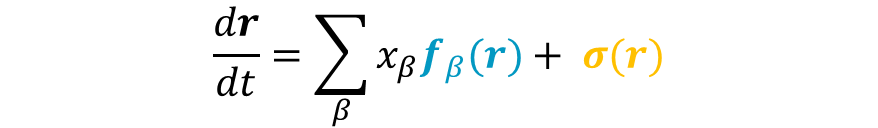 d𝒓/dt = ∑_β x_β 𝒇_β(𝒓) + 𝝈(𝒓)